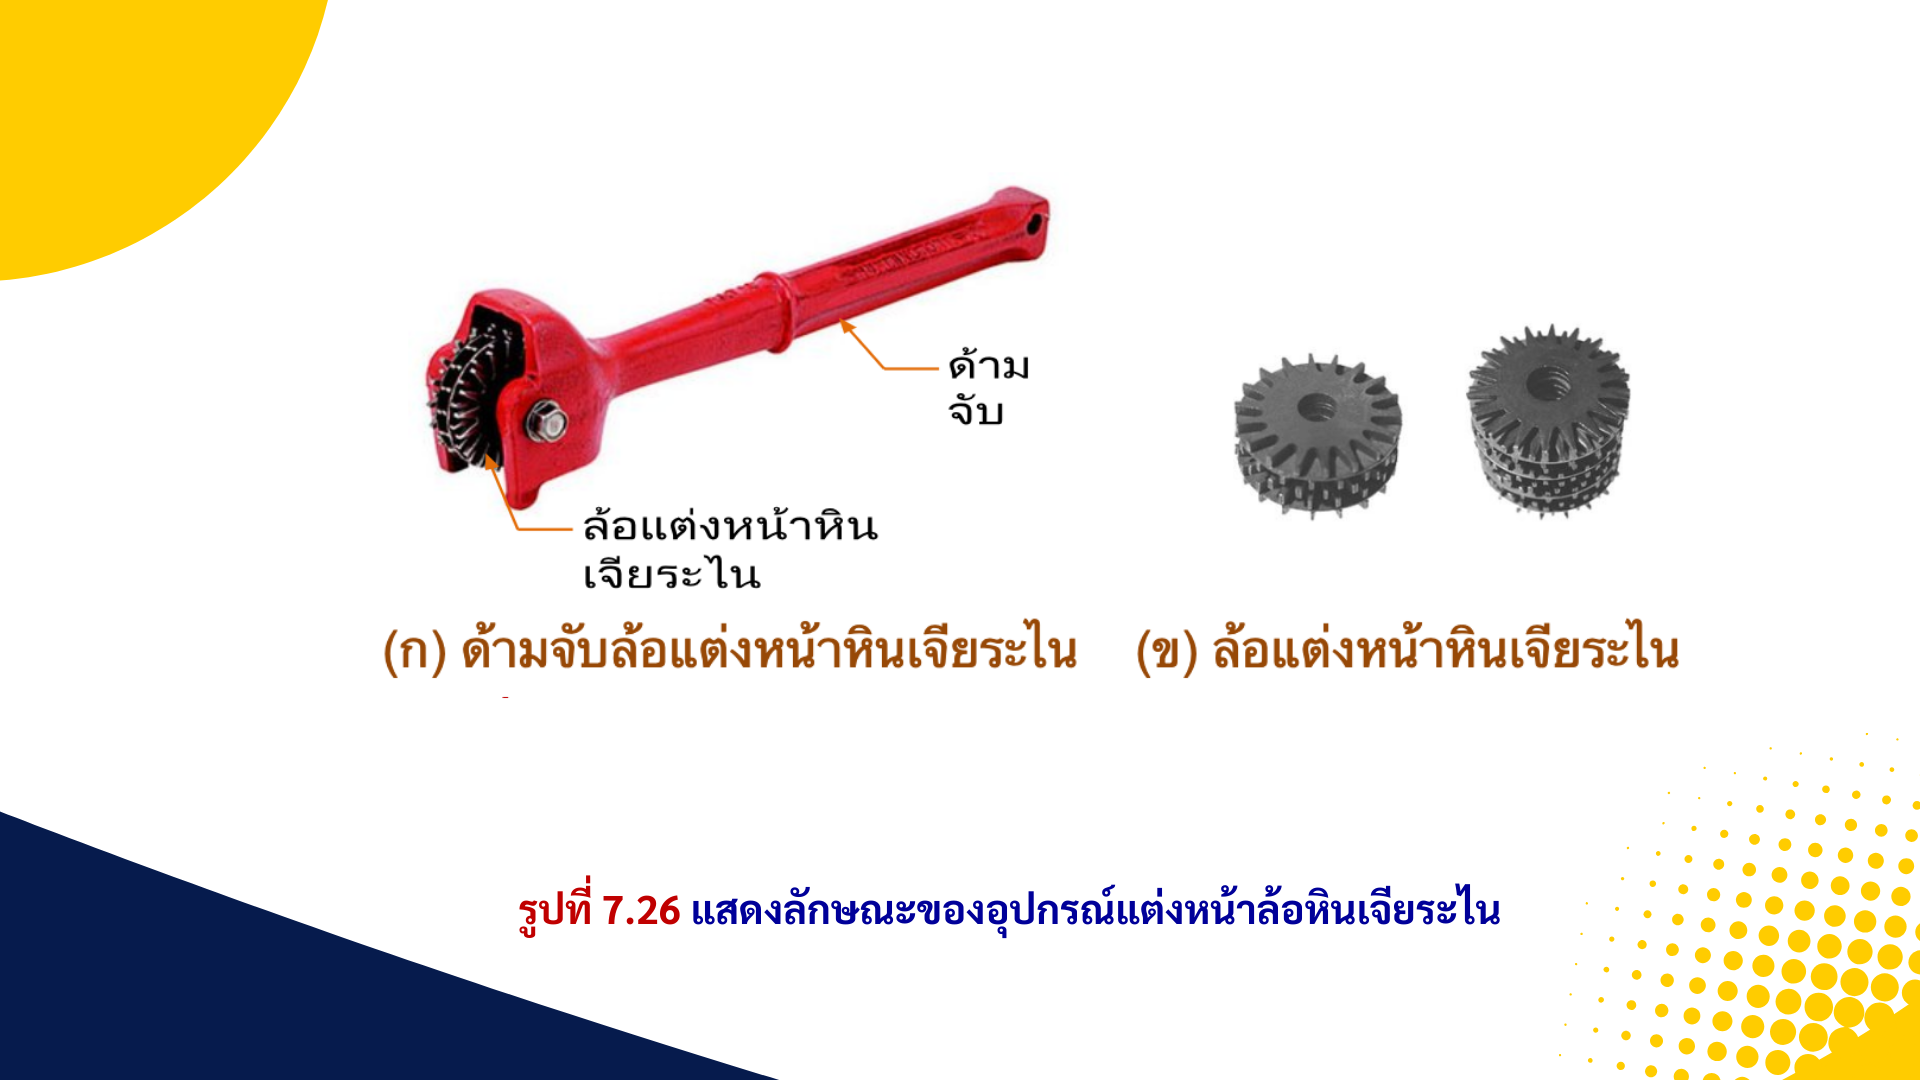 ด้าม
จับ
ล้อแต่งหน้าหิน
เจียระไน
(ก) ด้ามจับล้อแต่งหน้าหินเจียระไน
(ข) ล้อแต่งหน้าหินเจียระไน
รูปที่ 7.26 แสดงลักษณะของอุปกรณ์แต่งหน้าล้อหินเจียระไน